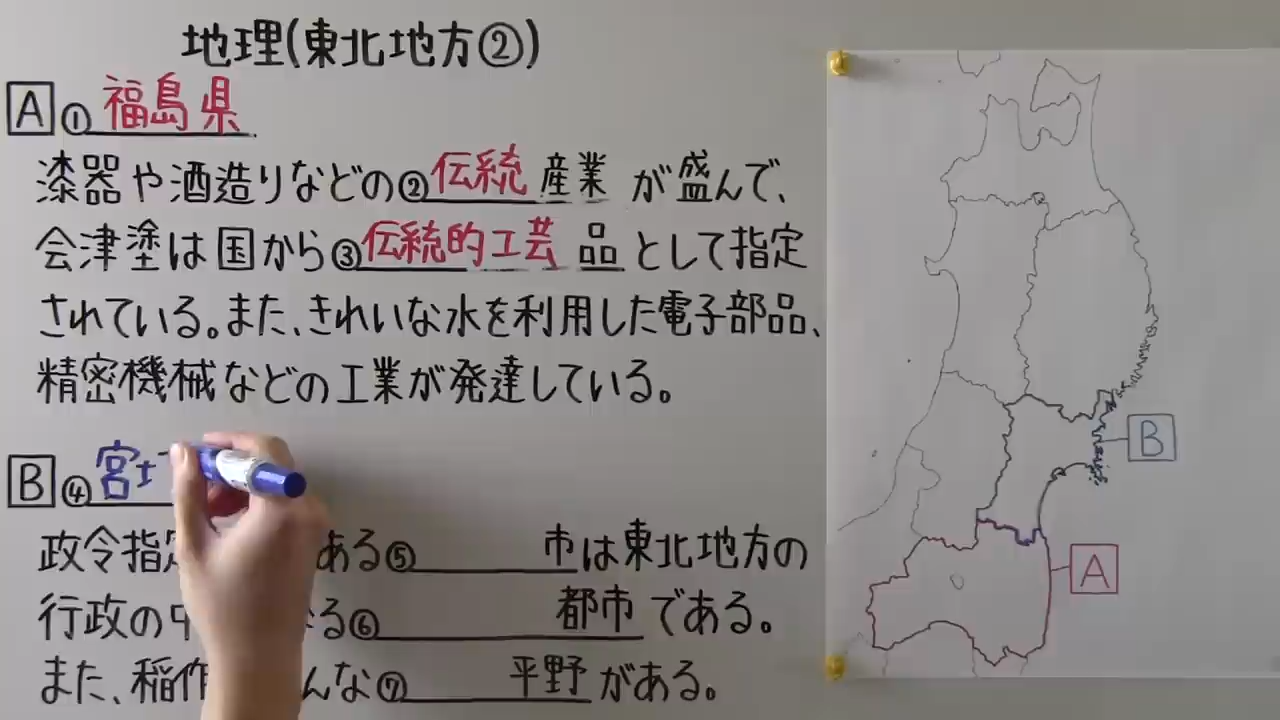 地理(東北地方②)
A ①福島県
漆器や酒造りなどの②伝統産業が盛んで、
会津塗は国から③伝統的工芸品として指定
されている。また、きれいな水を利用した電子部品、
精密機械などの工業が発達している。
B ④宮
政令指 ある⑤ 市は東北地方の
行政の る⑥ 都市である。
また、稲作 んな⑦ 平野がある。
B
A